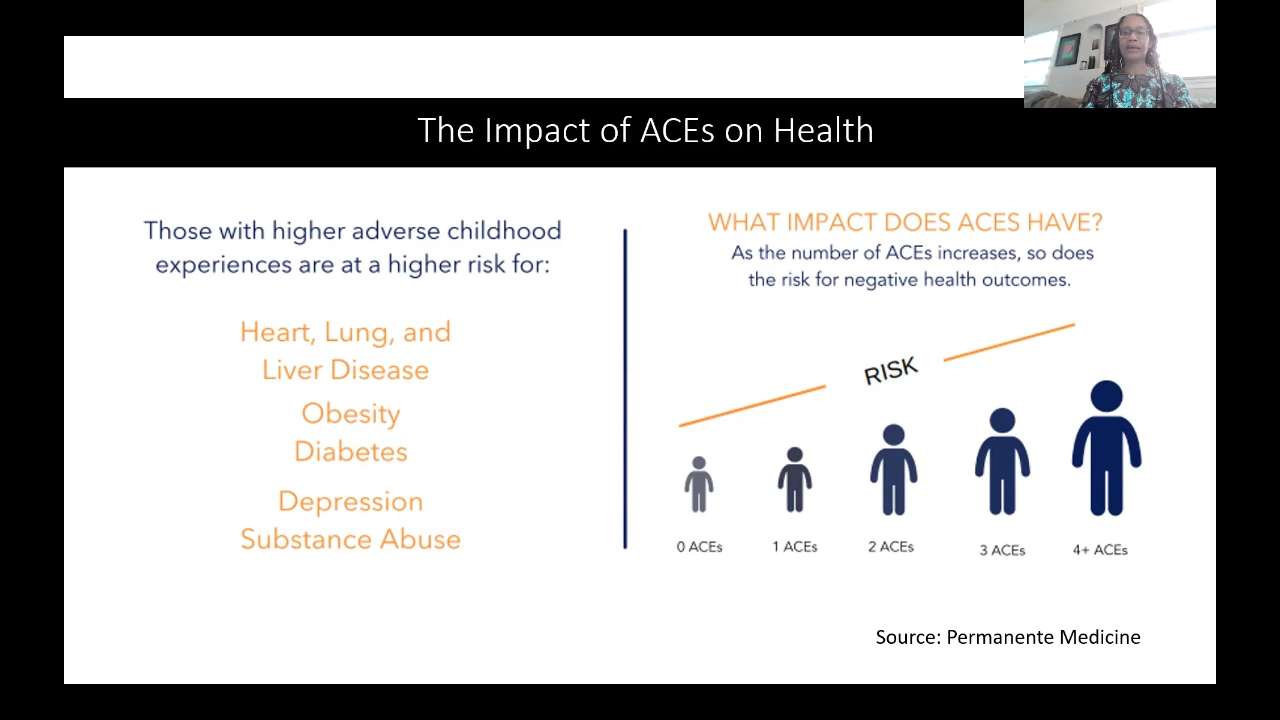 The Impact of ACEs on Health
Those with higher adverse childhood
experiences are at a higher risk for:
Heart, Lung, and
Liver Disease
Obesity
Diabetes
Depression
Substance Abuse
WHAT IMPACT DOES ACES HAVE?
As the number of ACEs increases, so does
the risk for negative health outcomes.
RISK
0 ACEs
1 ACEs
2 ACEs
3 ACEs
4+ ACEs
Source: Permanente Medicine